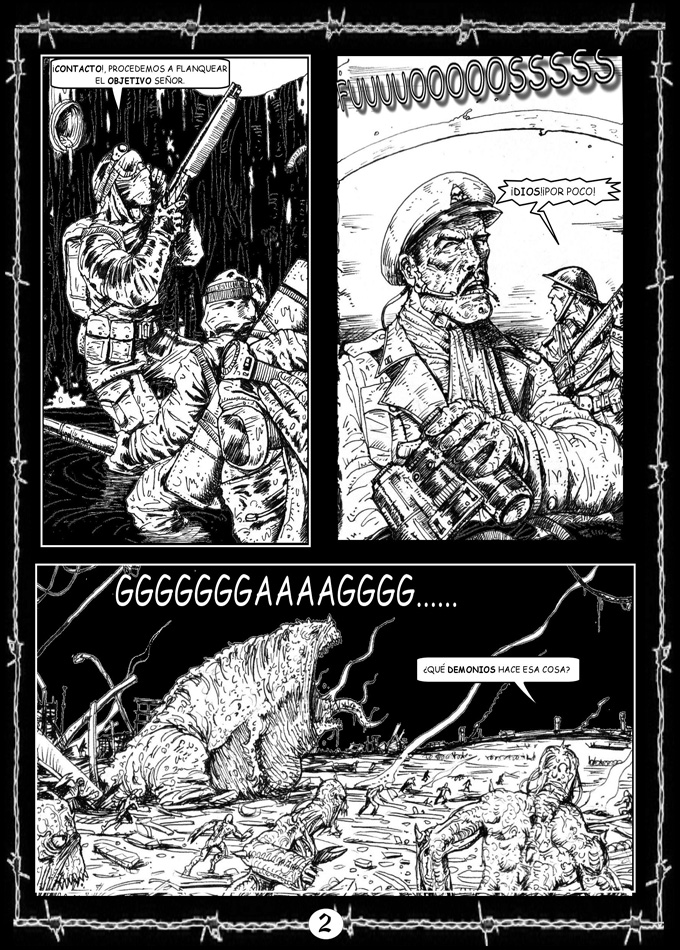 ¡CONTACTO!, PROCEDEMOS A FLANQUEAR
EL OBJETIVO SEÑOR.
FUUUUOOOOOSSSSS
¡DIOS!¡POR POCO!
GGGGGGGAAAAGGGG......
¿QUÉ DEMONIOS HACE ESA COSA?
2